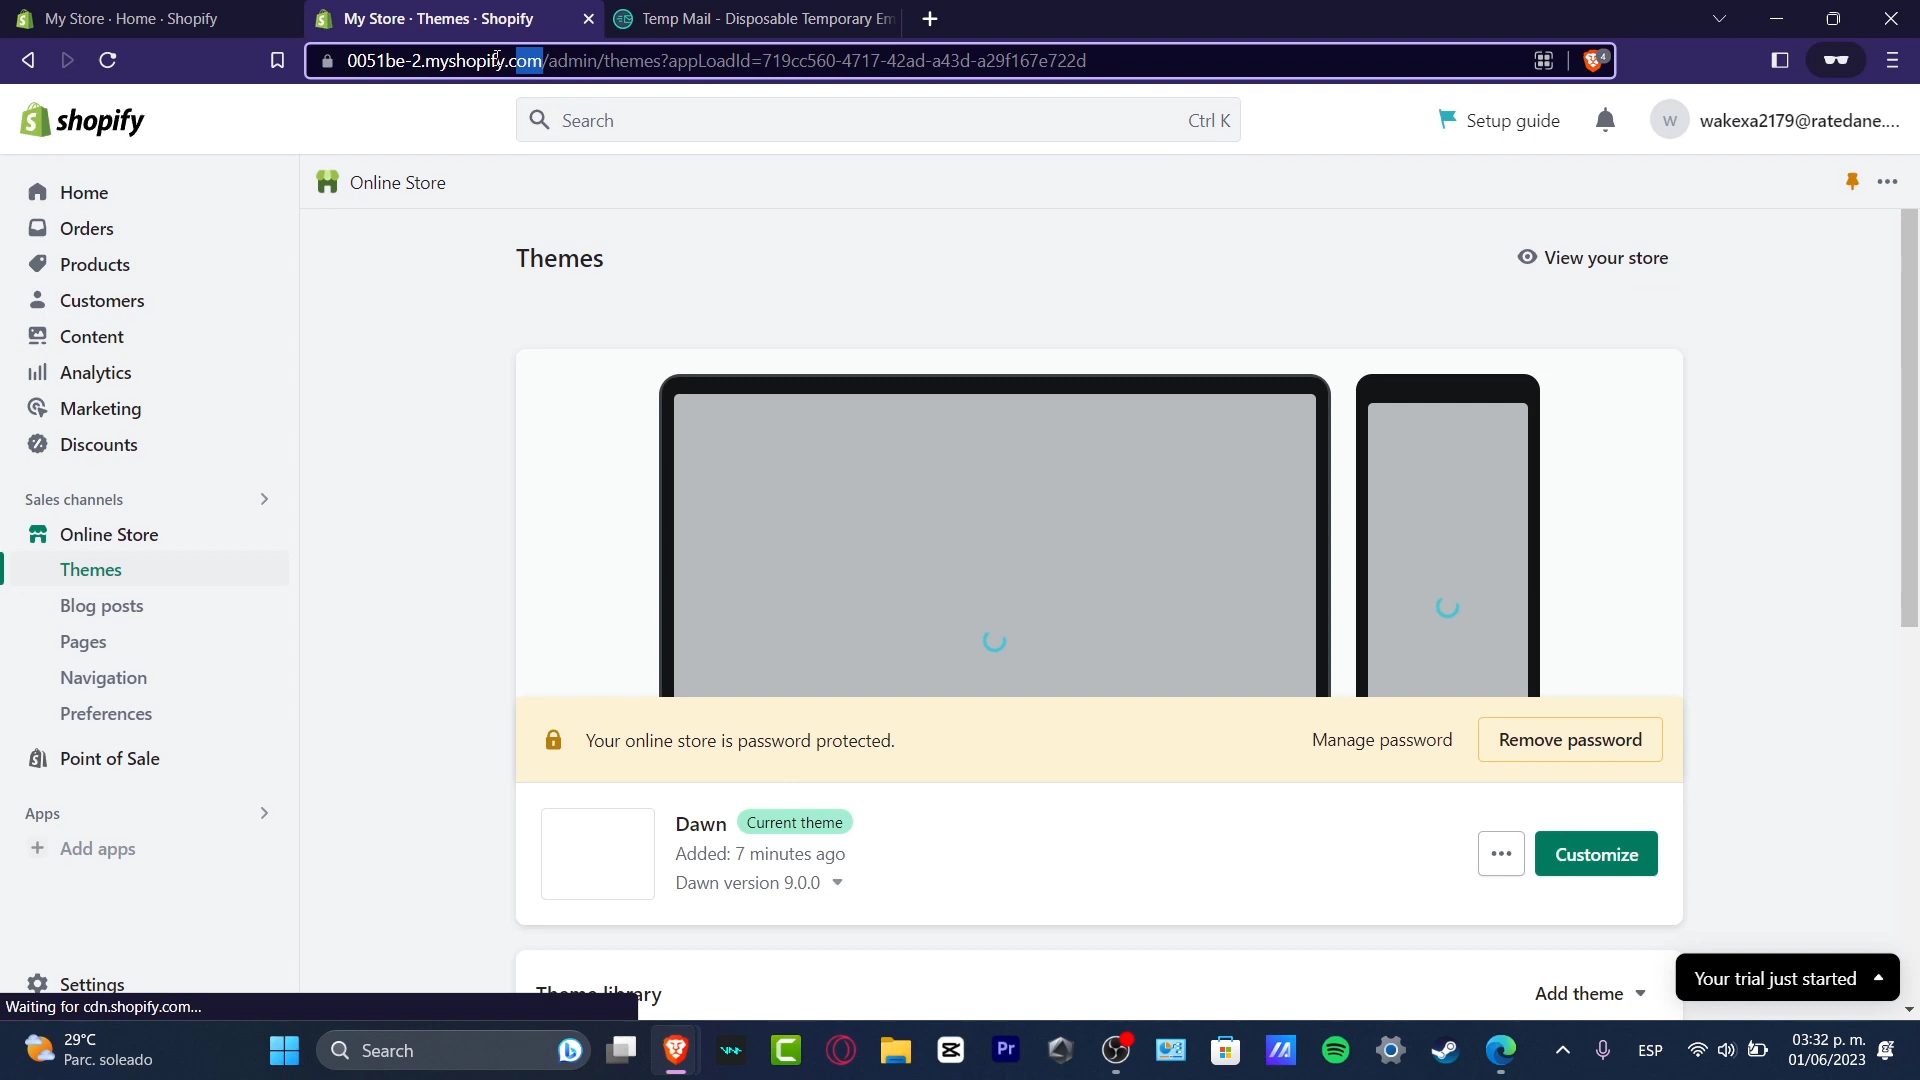 My Store · Home · Shopify
My Store · Themes · Shopify
Temp Mail - Disposable Temporary Em
0051be-2.myshopify.com/admin/themes?appLoadId=719cc560-4717-42ad-a43d-a29f167e722d
4
shopify
Search
Ctrl K
Setup guide
W
wakexa2179@ratedane....
Home
Orders
Products
Customers
Content
Analytics
Marketing
Discounts
Sales channels
Online Store
Themes
Blog posts
Pages
Navigation
Preferences
Point of Sale
Apps
Add apps
Settings
Waiting for cdn.shopify.com...
Online Store
Themes
View your store
Your online store is password protected.
Manage password
Remove password
Dawn
Current theme
Added: 7 minutes ago
Dawn version 9.0.0
Customize
Theme library
Add theme
Your trial just started
29°C
Parc. soleado
Search
Pr
ESP
03:32 p. m.
01/06/2023